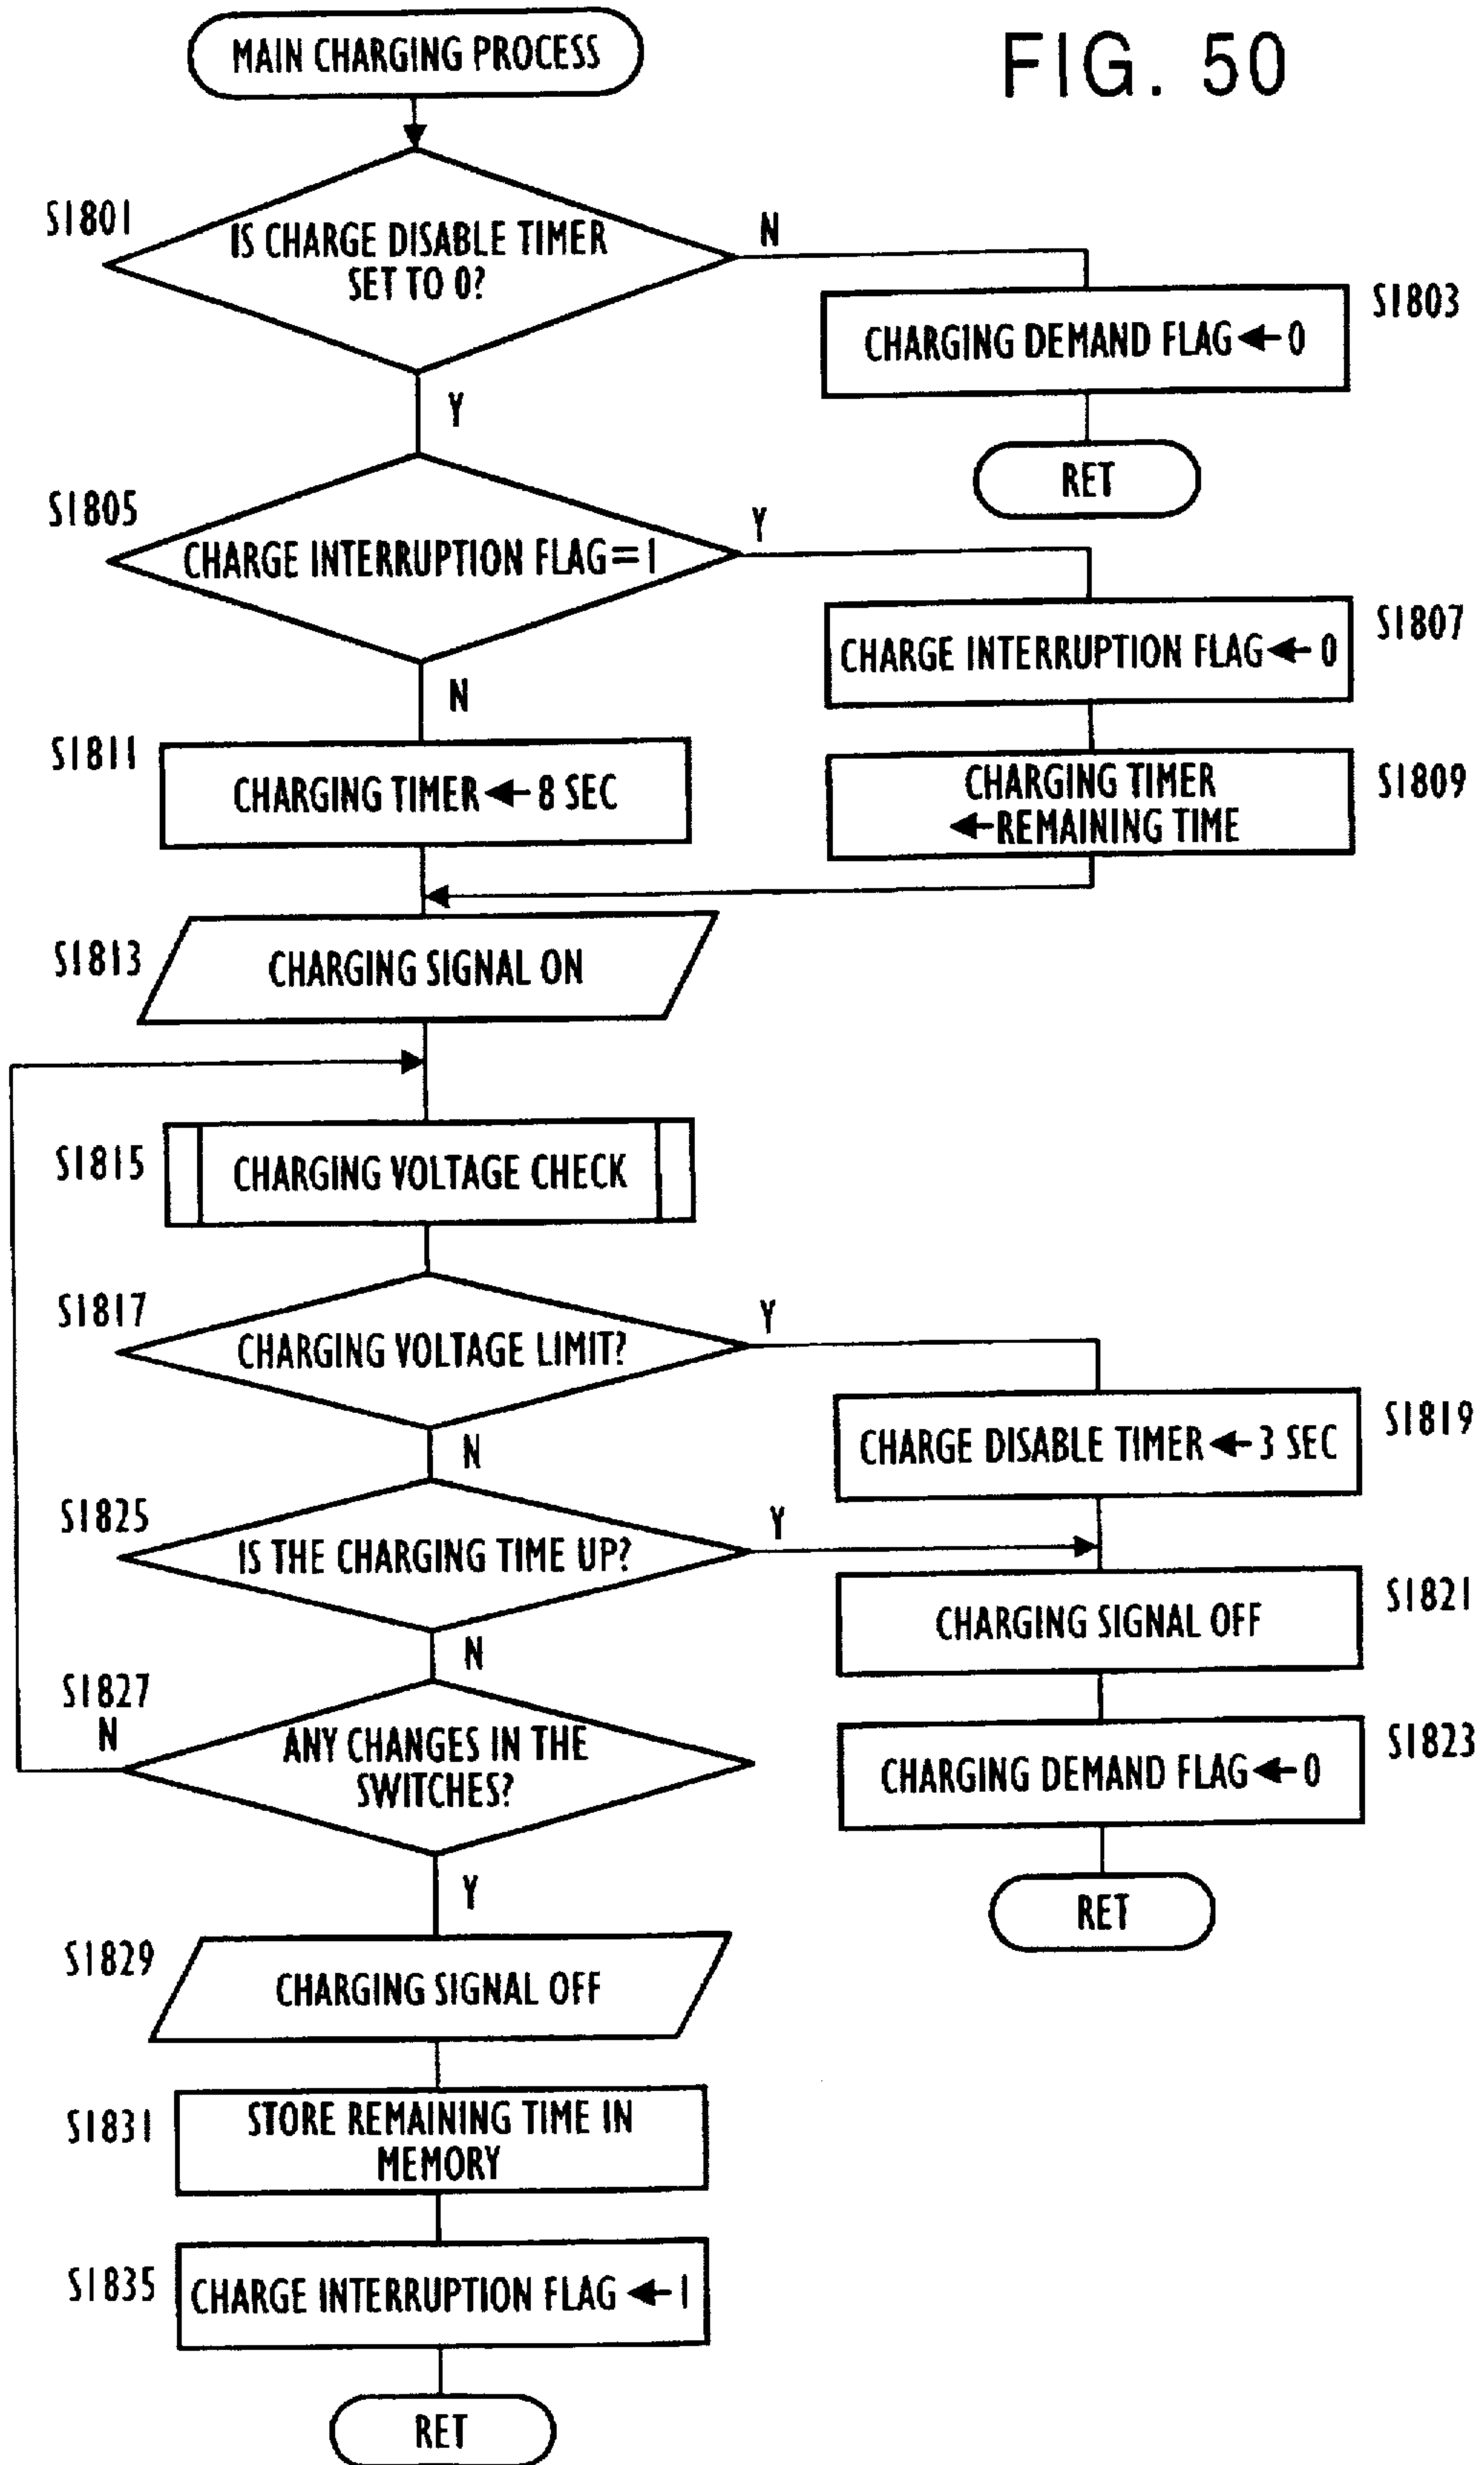 FIG. 50
MAIN CHARGING PROCESS
S1801
IS CHARGE DISABLE TIMER
SET TO 0?
N
S1803
CHARGING DEMAND FLAG←0
RET
Y
S1805
CHARGE INTERRUPTION FLAG=1
Y
S1807
CHARGE INTERRUPTION FLAG←0
S1809
CHARGING TIMER
←REMAINING TIME
N
S1811
CHARGING TIMER←8 SEC
S1813
CHARGING SIGNAL ON
S1815
CHARGING VOLTAGE CHECK
S1817
CHARGING VOLTAGE LIMIT?
Y
S1819
CHARGE DISABLE TIMER←3 SEC
N
S1825
IS THE CHARGING TIME UP?
Y
S1821
CHARGING SIGNAL OFF
S1823
CHARGING DEMAND FLAG←0
RET
N
S1827
N
ANY CHANGES IN THE
SWITCHES?
Y
S1829
CHARGING SIGNAL OFF
S1831
STORE REMAINING TIME IN
MEMORY
S1835
CHARGE INTERRUPTION FLAG ←1
RET